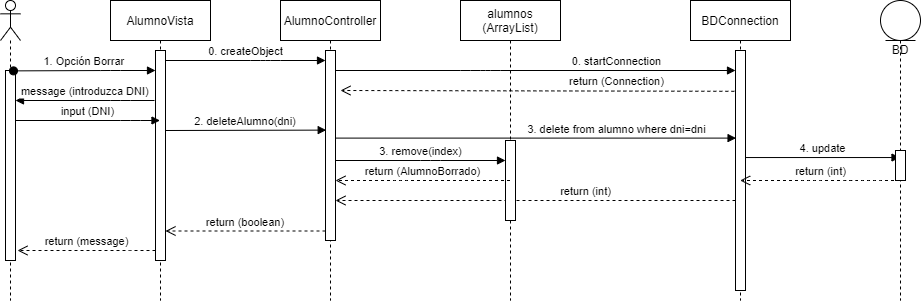 AlumnoVista
AlumnoController
alumnos
(ArrayList)
BDConnection
BD
0. createObject
1. Opción Borrar
0. startConnection
return (Connection)
message (introduzca DNI)
input (DNI)
2. deleteAlumno(dni)
3. delete from alumno where dni=dni
3. remove(index)
4. update
return (AlumnoBorrado)
return (int)
return (int)
return (boolean)
return (message)